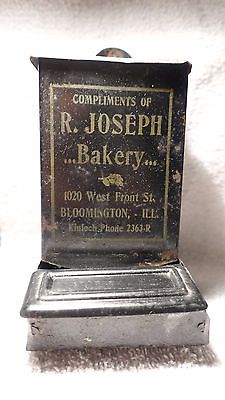 COMPLIMENTS OF
R. JOSEPH
...Bakery...
1020 West Front St.
BLOOMINGTON, - ILL.
Kinloch Phone 2363-R